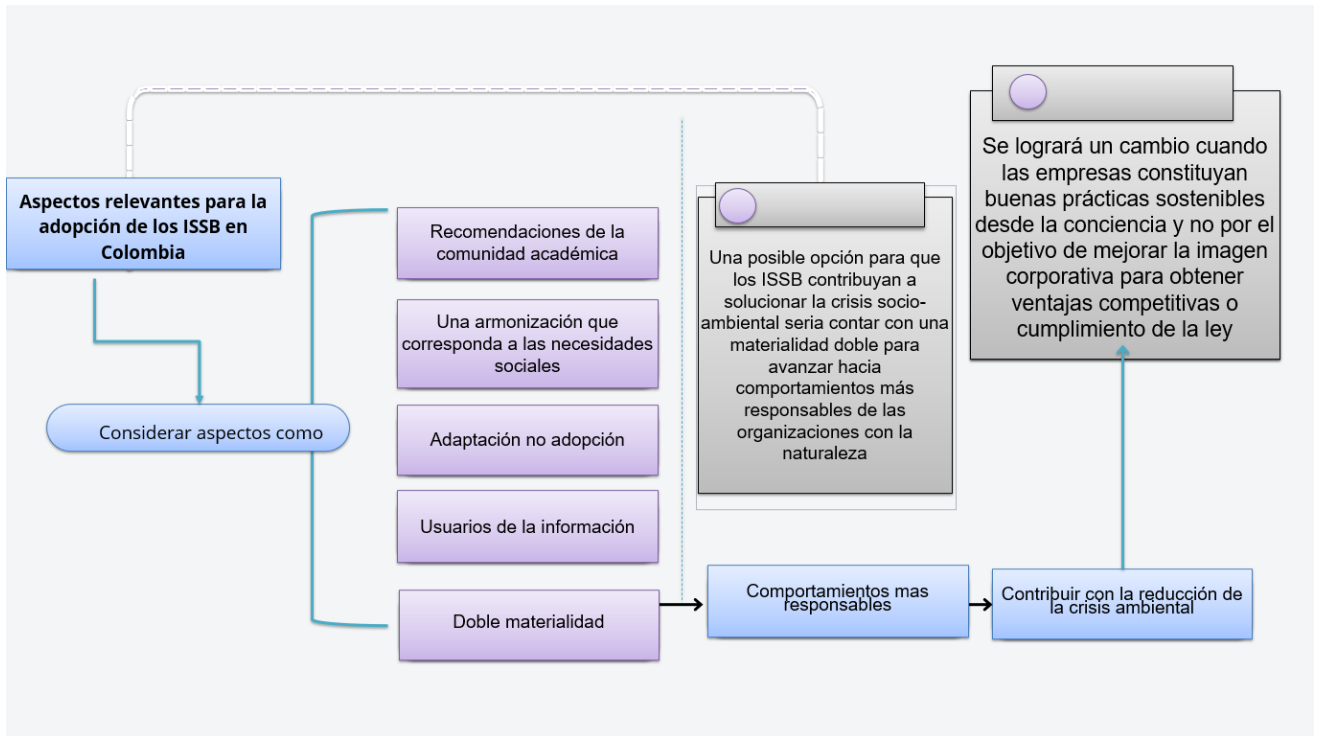 Aspectos relevantes para la
adopción de los ISSB en
Colombia
Considerar aspectos como
Recomendaciones de la
comunidad académica
Una armonización que
corresponda a las necesidades
sociales
Adaptación no adopción
Usuarios de la información
Doble materialidad
Una posible opción para que
los ISSB contribuyan a
solucionar la crisis socio-
ambiental seria contar con una
materialidad doble para
avanzar hacia
comportamientos más
responsables de las
organizaciones con la
naturaleza
Comportamientos mas
responsables
Contribuir con la reducción de
la crisis ambiental
Se logrará un cambio cuando
las empresas constituyan
buenas prácticas sostenibles
desde la conciencia y no por el
objetivo de mejorar la imagen
corporativa para obtener
ventajas competitivas o
cumplimiento de la ley